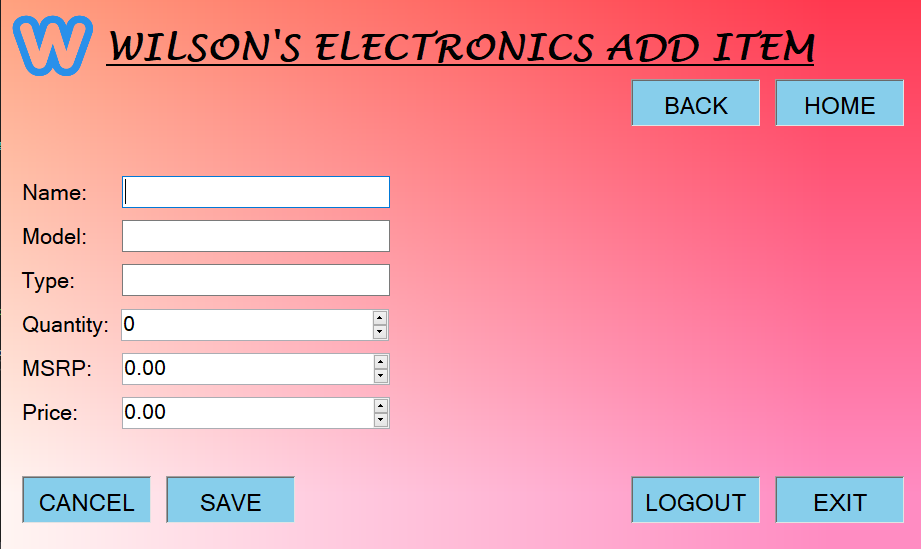 W WILSON'S ELECTRONICS ADD ITEM
BACK HOME
Name:
Model:
Type:
Quantity: 0
MSRP: 0.00
Price: 0.00
CANCEL SAVE LOGOUT EXIT